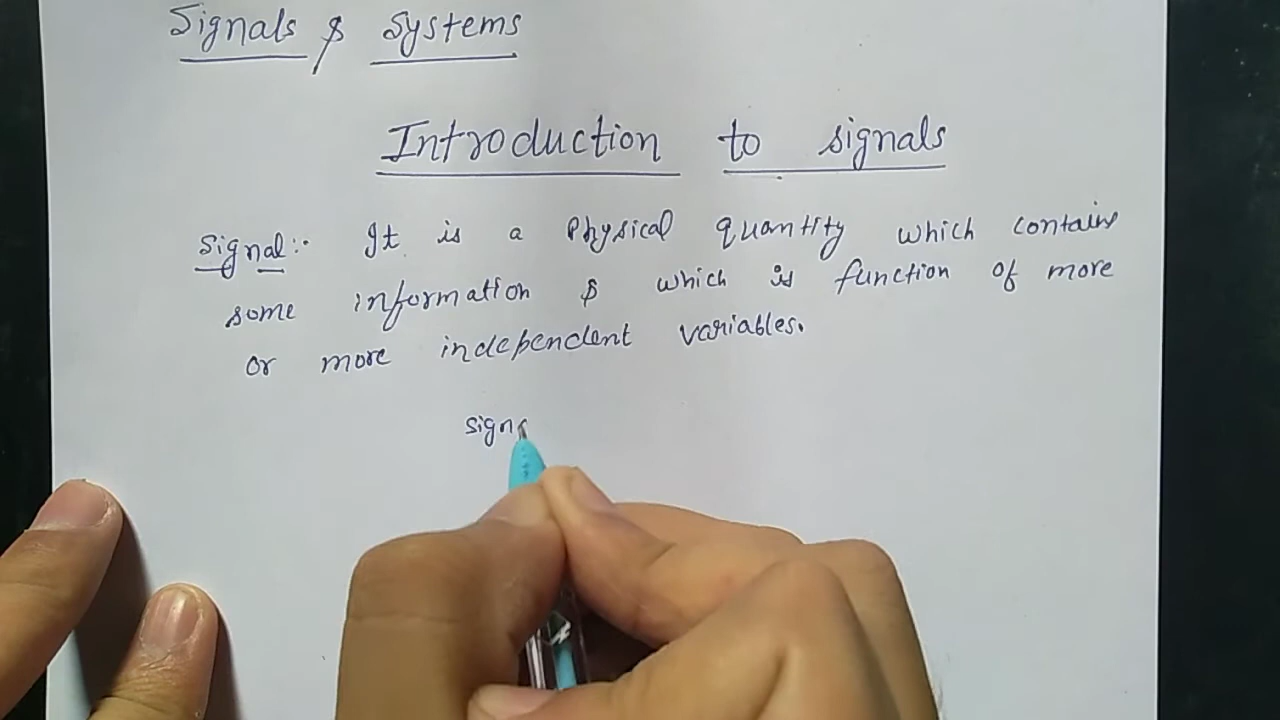 Signals & Systems
Introduction to signals
Signal:- It is a Physical quantity which contains
some information & which is function of more
or more independent variables.
sign